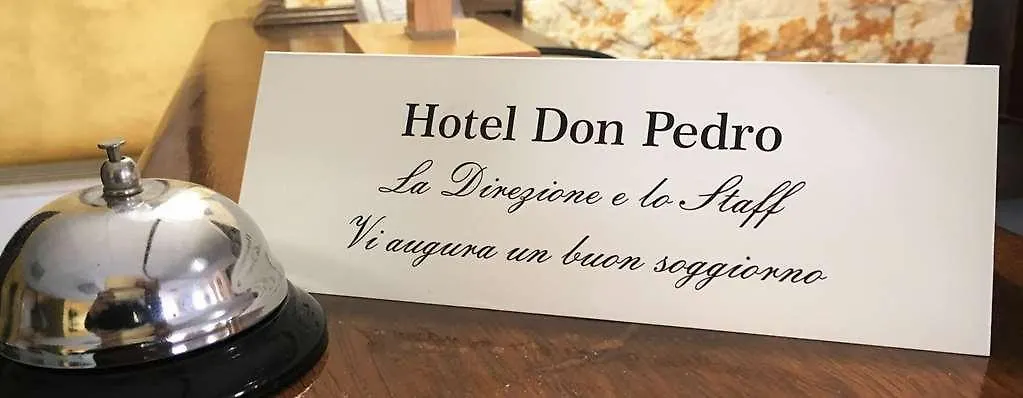 Hotel Don Pedro
La Direzione e lo Staff
Vi augura un buon soggiorno